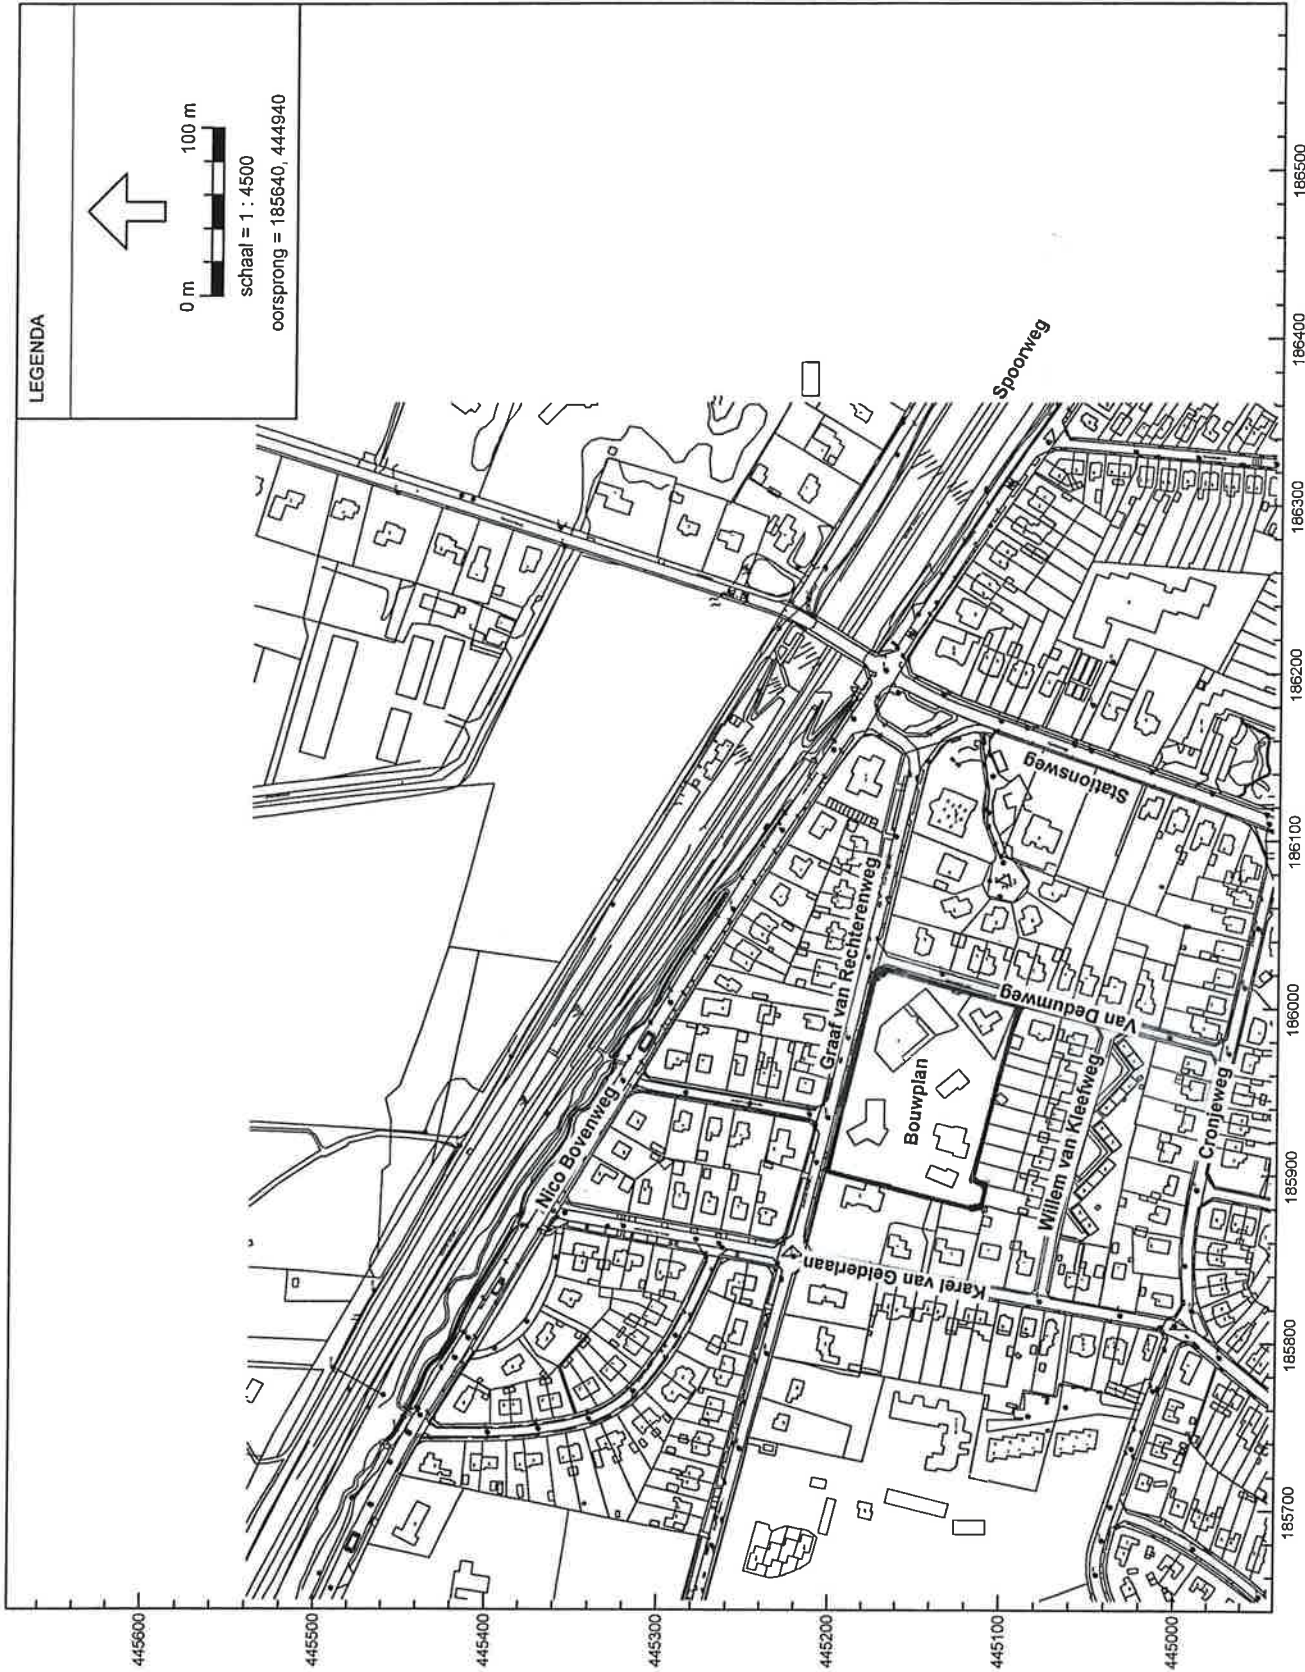 LEGENDA
0 m
100 m
schaal = 1 : 4500
oorsprong = 185640, 444940
Spoorweg
Nico Bovenweg
Graaf van Rechterenweg
Stationsweg
Van Dedumweg
Bouwplan
Willem van Kleefweg
Cronjeweg
Karel van Gelderlaan
445600
445500
445400
445300
445200
445100
445000
185700
185800
185900
186000
186100
186200
186300
186400
186500